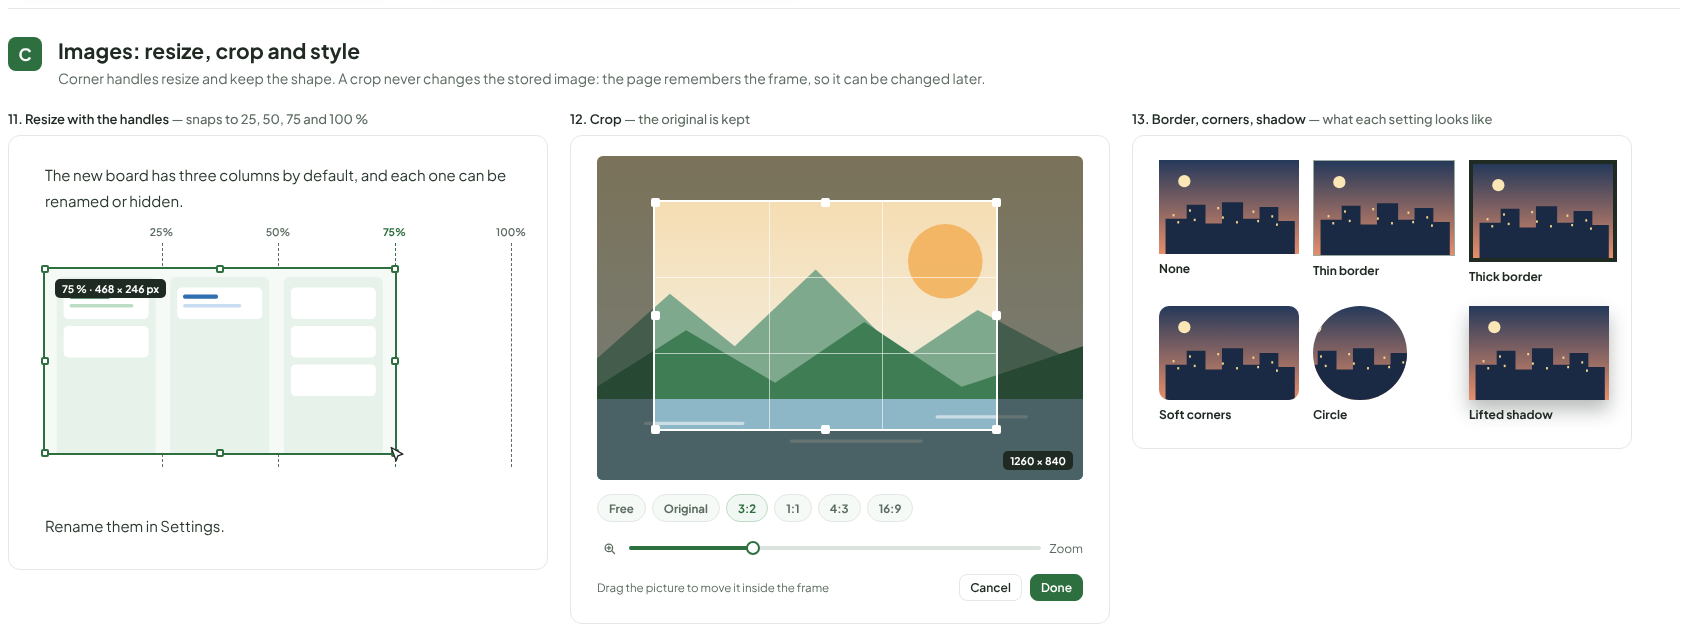 C
Images: resize, crop and style
Corner handles resize and keep the shape. A crop never changes the stored image: the page remembers the frame, so it can be changed later.
11. Resize with the handles — snaps to 25, 50, 75 and 100 %
The new board has three columns by default, and each one can be
renamed or hidden.
25% 50% 75% 100%
75 % · 468 × 246 px
Rename them in Settings.
12. Crop — the original is kept
1260 × 840
Free Original 3:2 1:1 4:3 16:9
Zoom
Drag the picture to move it inside the frame
Cancel Done
13. Border, corners, shadow — what each setting looks like
None Thin border Thick border
Soft corners Circle Lifted shadow